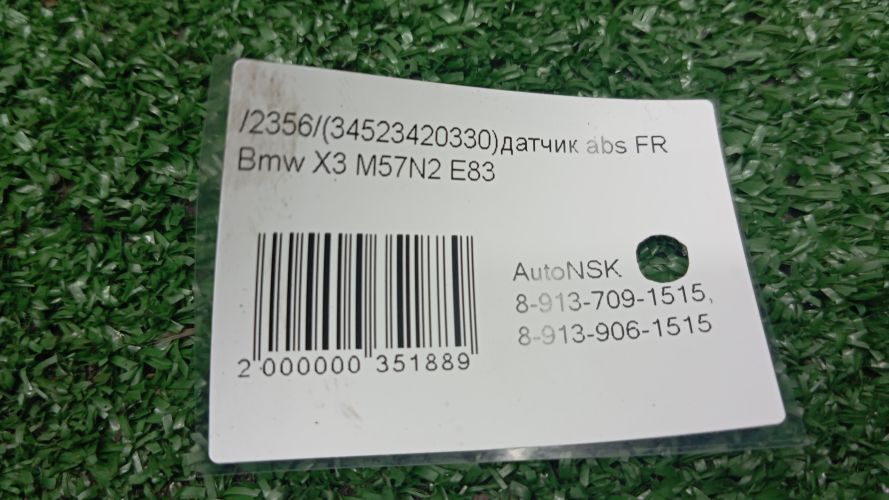 /2356/(34523420330)датчик abs FR
Bmw X3 M57N2 E83
AutoNSK
8-913-709-1515,
8-913-906-1515
2 000000 351889